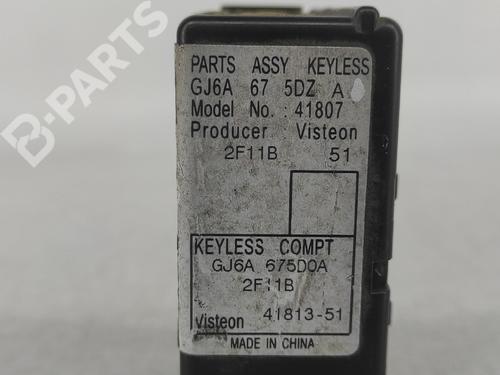 PARTS ASSY KEYLESS
GJ6A 67 5DZ A
Model No. : 41807
Producer Visteon
2F11B 51
KEYLESS COMPT
GJ6A 675D0A
2F11B
Visteon 41813-51
MADE IN CHINA
B-PARTS